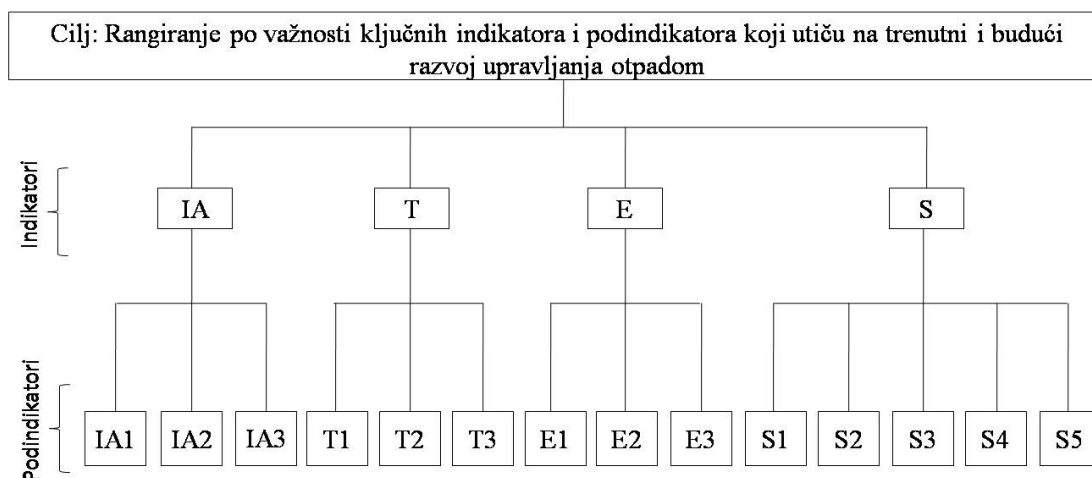 Cilj: Rangiranje po važnosti ključnih indikatora i podindikatora koji utiču na trenutni i budući
razvoj upravljanja otpadom
Indikatori
IA
T
E
S
Podindikatori
IA1
IA2
IA3
T1
T2
T3
E1
E2
E3
S1
S2
S3
S4
S5